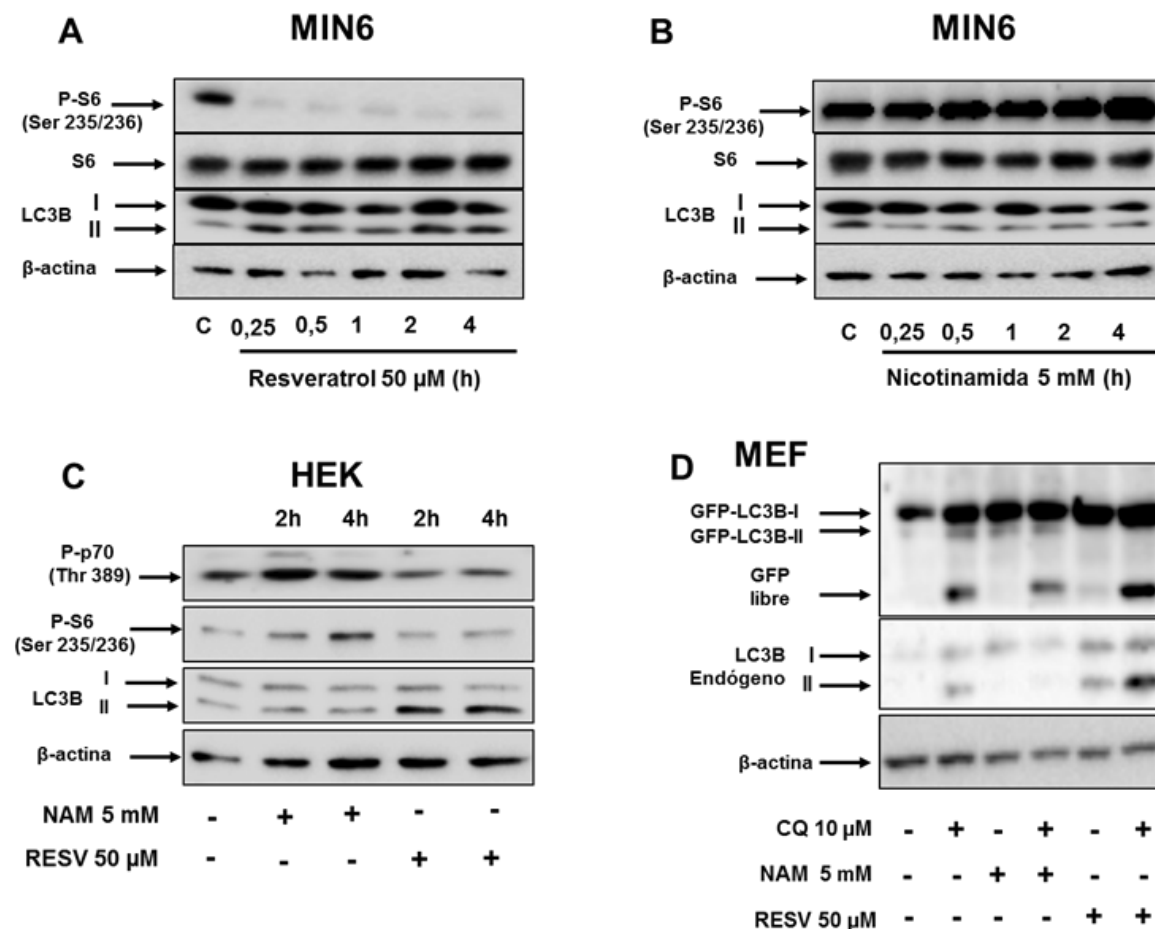 A
MIN6
P-S6
(Ser 235/236)
S6
LC3B
I
II
β-actina
C 0,25 0,5 1 2 4
Resveratrol 50 µM (h)
B
MIN6
P-S6
(Ser 235/236)
S6
LC3B
I
II
β-actina
C 0,25 0,5 1 2 4
Nicotinamida 5 mM (h)
C
HEK
2h 4h 2h 4h
P-p70
(Thr 389)
P-S6
(Ser 235/236)
LC3B
I
II
β-actina
NAM 5 mM - + + - -
RESV 50 µM - - - + +
D
MEF
GFP-LC3B-I
GFP-LC3B-II
GFP
libre
LC3B I
Endógeno II
β-actina
CQ 10 µM - + - + - +
NAM 5 mM - - + + - -
RESV 50 µM - - - - + +